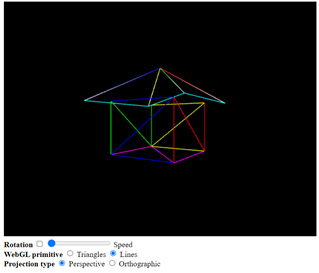 Rotation Speed
WebGL primitive Triangles Lines
Projection type Perspective Orthographic